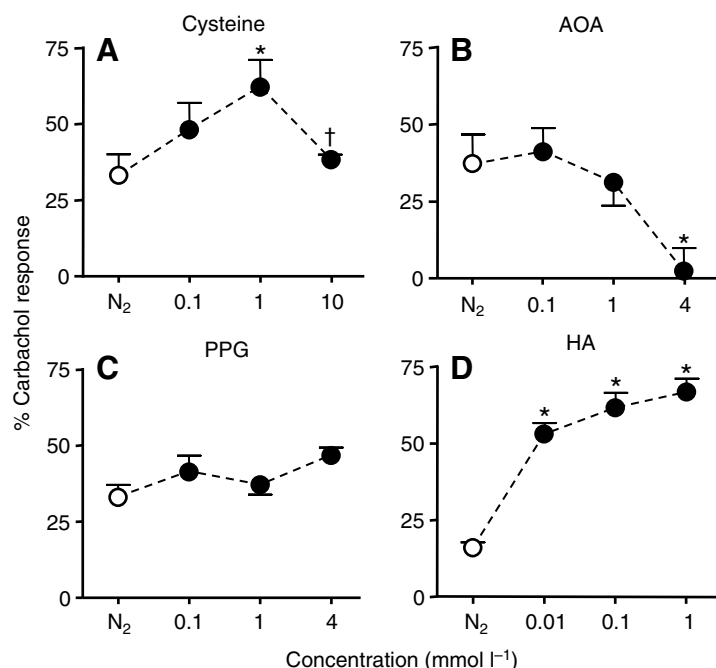 Cysteine
A
75
50
25
0
*
†
N₂ 0.1 1 10
AOA
B
75
50
25
0
*
N₂ 0.1 1 4
% Carbachol response
PPG
C
75
50
25
0
N₂ 0.1 1 4
HA
D
75
50
25
0
* * *
N₂ 0.01 0.1 1
Concentration (mmol l⁻¹)